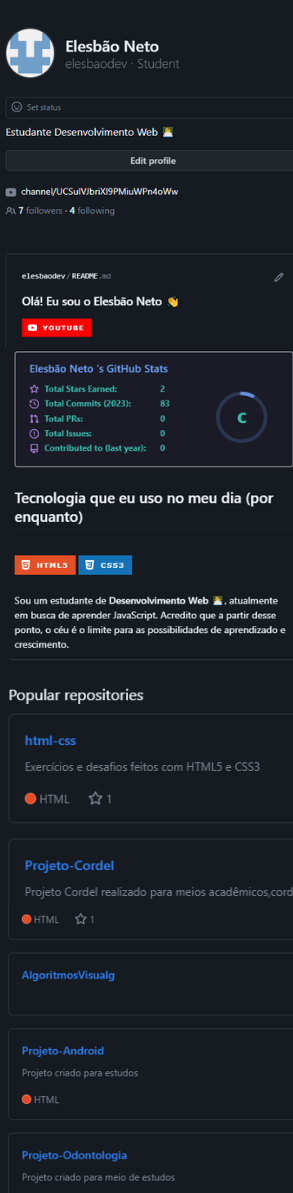 Elesbão Neto
elesbaodev · Student
Set status
Estudante Desenvolvimento Web 👨‍💻
Edit profile
channel/UCSulVJbriXl9PMiuWPn4oWw
7 followers · 4 following
elesbaodev / README.md
Olá! Eu sou o Elesbão Neto 👋
YOUTUBE
Elesbão Neto 's GitHub Stats
Total Stars Earned: 2
Total Commits (2023): 83
Total PRs: 0
Total Issues: 0
Contributed to (last year): 0
C
Tecnologia que eu uso no meu dia (por
enquanto)
HTML5 CSS3
Sou um estudante de Desenvolvimento Web 👨‍💻, atualmente
em busca de aprender JavaScript. Acredito que a partir desse
ponto, o céu é o limite para as possibilidades de aprendizado e
crescimento.
Popular repositories
html-css
Exercícios e desafios feitos com HTML5 e CSS3
HTML 1
Projeto-Cordel
Projeto Cordel realizado para meios acadêmicos,cord
HTML 1
AlgoritmosVisualg
Projeto-Android
Projeto criado para estudos
HTML
Projeto-Odontologia
Projeto criado para meio de estudos